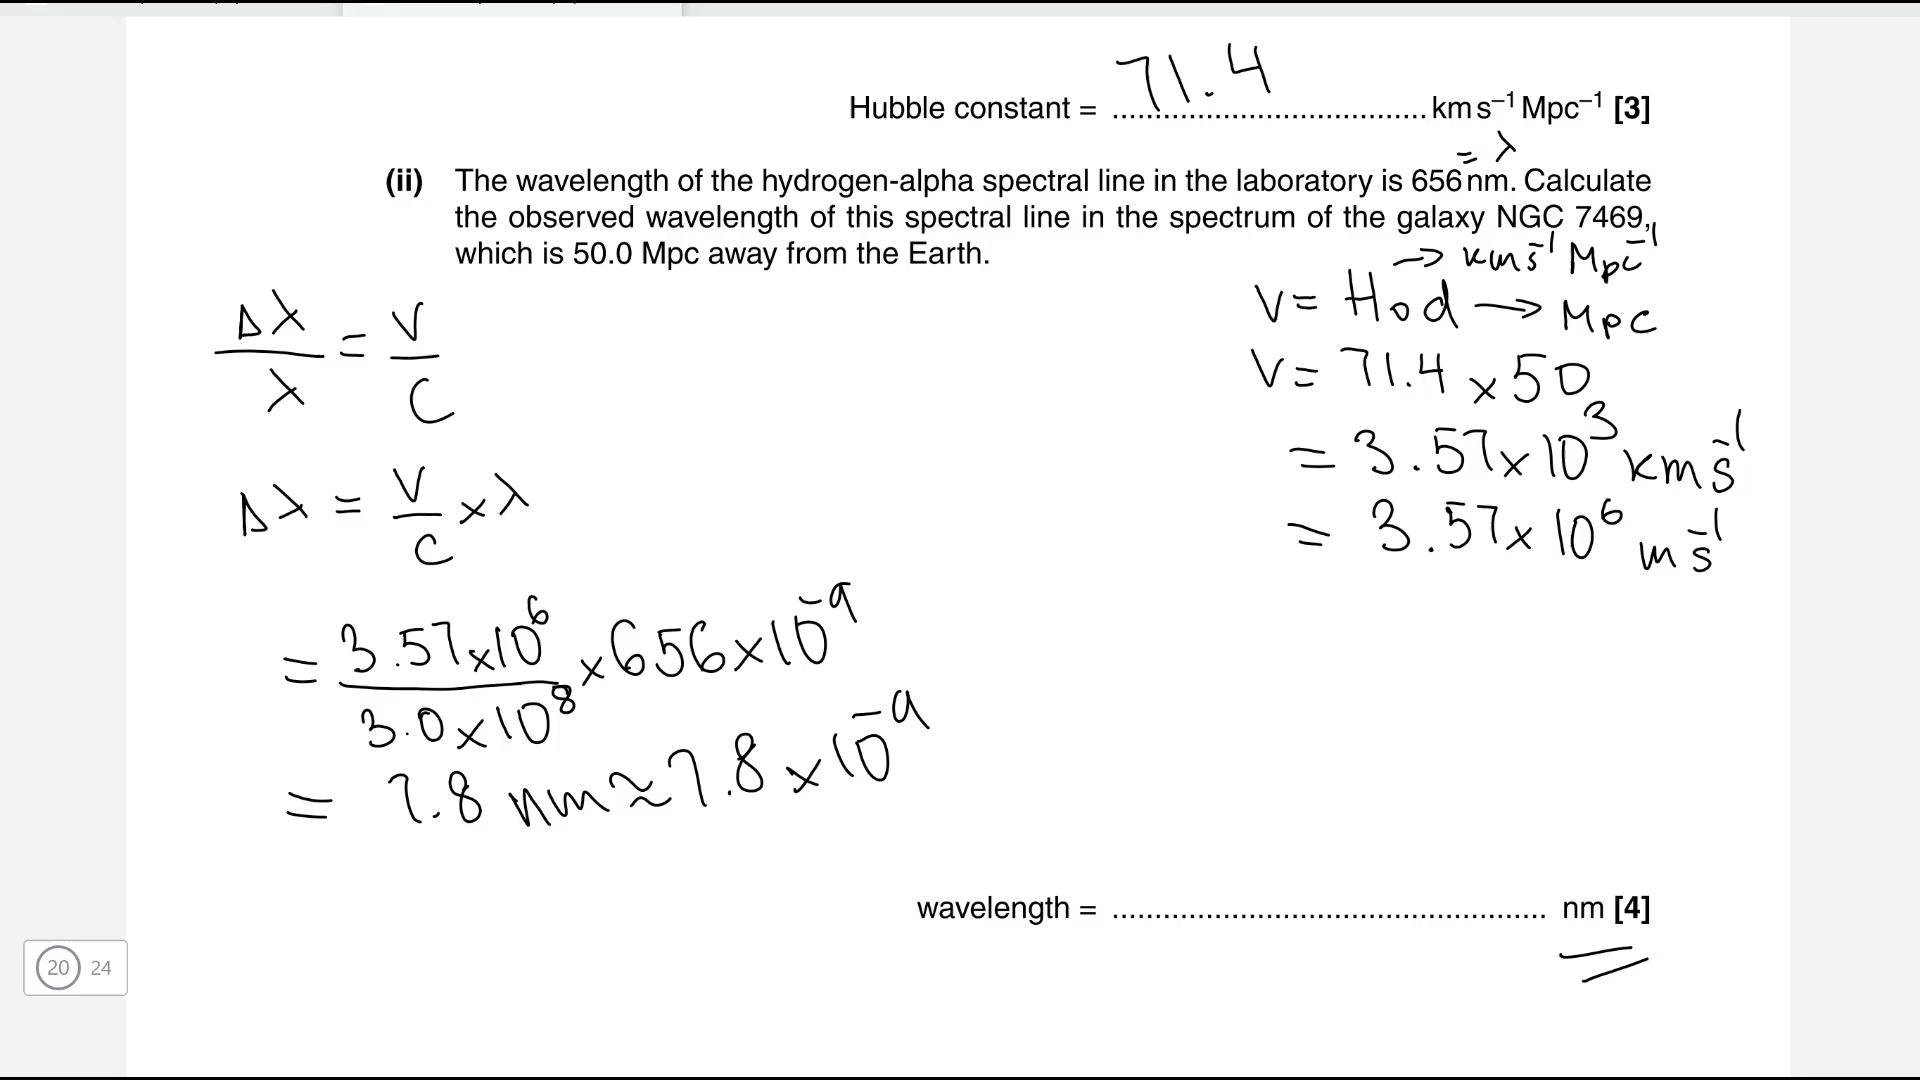 71.4
Hubble constant = .................................... km s⁻¹ Mpc⁻¹ [3]
= λ
(ii) The wavelength of the hydrogen-alpha spectral line in the laboratory is 656 nm. Calculate
the observed wavelength of this spectral line in the spectrum of the galaxy NGC 7469,
which is 50.0 Mpc away from the Earth.
→ kms⁻¹ Mpc⁻¹
V = H₀d → Mpc
V = 71.4 × 50
= 3.57 × 10³ kms⁻¹
= 3.57 × 10⁶ ms⁻¹
Δλ/λ = V/C
Δλ = V/C × λ
= 3.57×10⁶/3.0×10⁸ × 656×10⁻⁹
= 7.8 nm ≈ 7.8 × 10⁻⁹
wavelength = .................................................... nm [4]
20 24